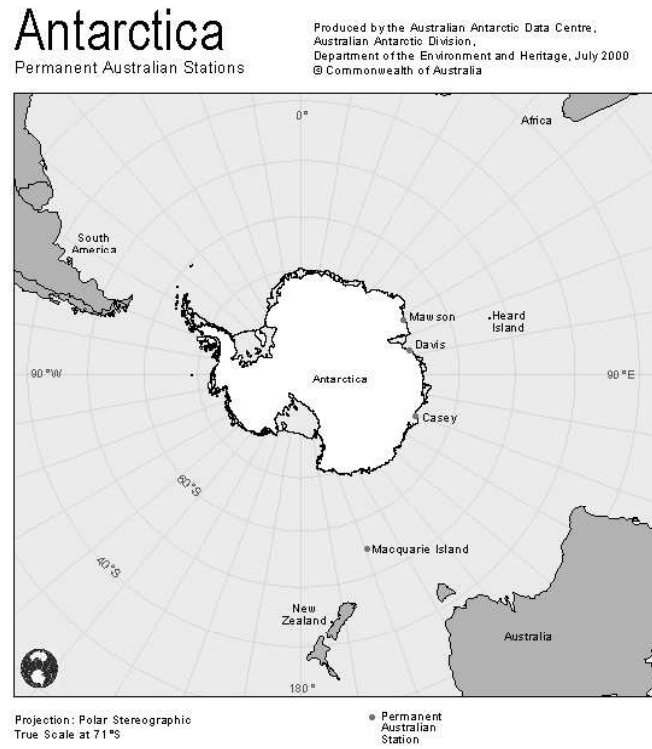 Antarctica
Permanent Australian Stations
Produced by the Australian Antarctic Data Centre,
Australian Antarctic Division,
Department of the Environment and Heritage, July 2000
© Commonwealth of Australia
0°
Africa
South
America
Mawson
Heard
Island
Davis
90°W
Antarctica
90°E
Casey
60°S
Macquarie Island
40°S
New
Zealand
Australia
180°
Projection: Polar Stereographic
True Scale at 71°S
Permanent
Australian
Station